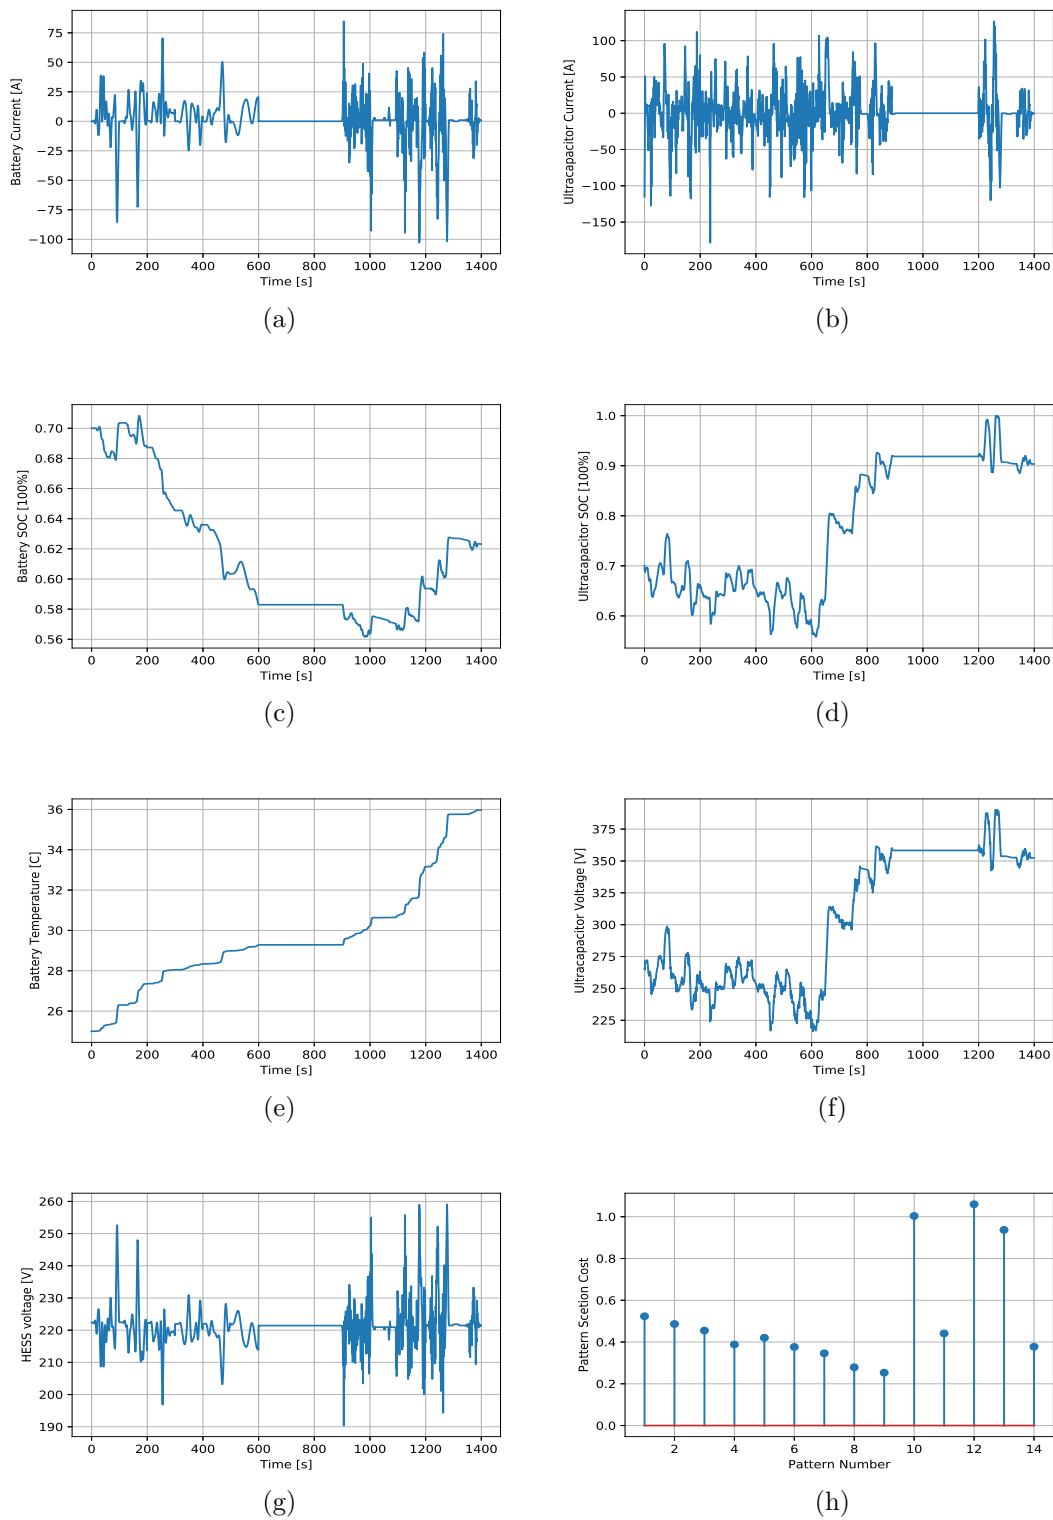 75
50
25
0
−25
−50
−75
−100
Battery Current [A]
0 200 400 600 800 1000 1200 1400
Time [s]
(a)
100
50
0
−50
−100
−150
Ultracapacitor Current [A]
0 200 400 600 800 1000 1200 1400
Time [s]
(b)
0.70
0.68
0.66
0.64
0.62
0.60
0.58
0.56
Battery SOC [100%]
0 200 400 600 800 1000 1200 1400
Time [s]
(c)
1.0
0.9
0.8
0.7
0.6
Ultracapacitor SOC [100%]
0 200 400 600 800 1000 1200 1400
Time [s]
(d)
36
34
32
30
28
26
Battery Temperature [C]
0 200 400 600 800 1000 1200 1400
Time [s]
(e)
375
350
325
300
275
250
225
Ultracapacitor Voltage [V]
0 200 400 600 800 1000 1200 1400
Time [s]
(f)
260
250
240
230
220
210
200
190
HESS voltage [V]
0 200 400 600 800 1000 1200 1400
Time [s]
(g)
1.0
0.8
0.6
0.4
0.2
0.0
Pattern Scetion Cost
2 4 6 8 10 12 14
Pattern Number
(h)